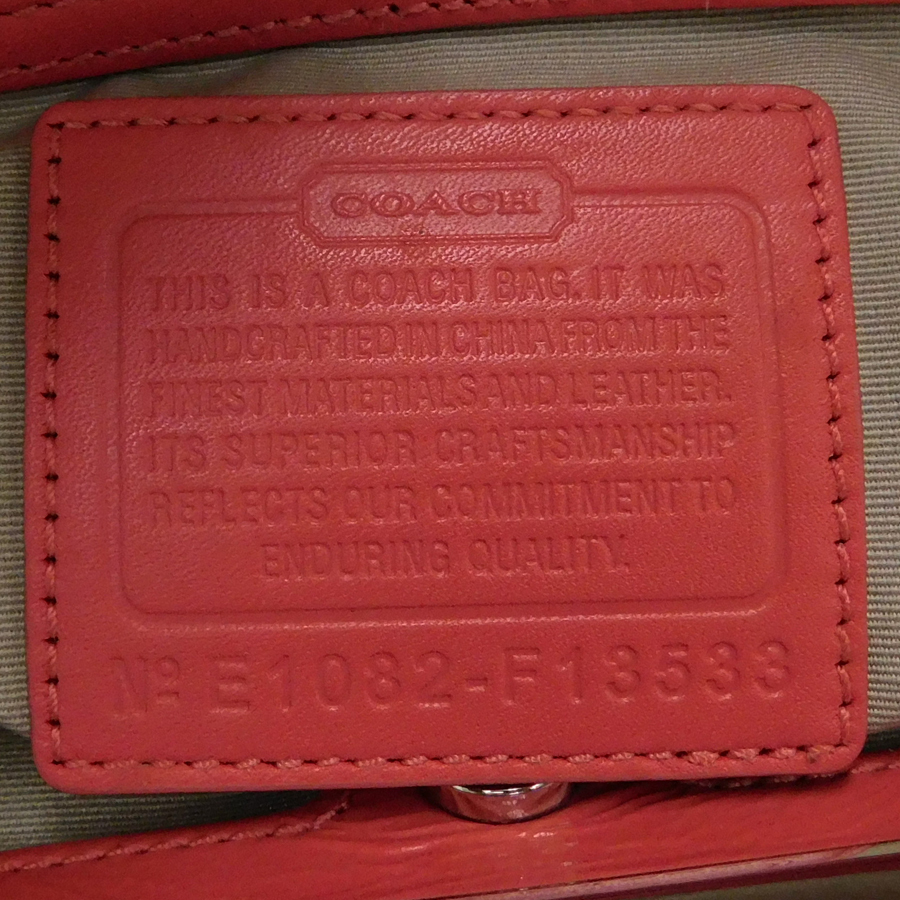 COACH
THIS IS A COACH BAG. IT WAS
HANDCRAFTED IN CHINA FROM THE
FINEST MATERIALS AND LEATHER.
ITS SUPERIOR CRAFTSMANSHIP
REFLECTS OUR COMMITMENT TO
ENDURING QUALITY.
Nº E1082-F13533